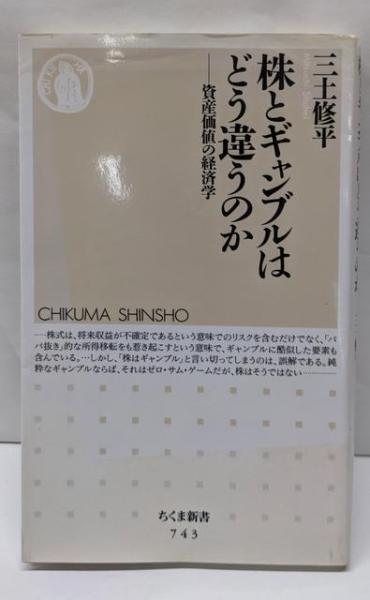 三土修平
株とギャンブルは
どう違うのか
──資産価値の経済学
CHIKUMA SHINSHO
……株式は、将来収益が不確定であるという意味でのリスクを含むだけでなく、「バ
バ抜き」的な所得移転をも惹き起こすという意味で、ギャンブルに酷似した要素も
含んでいる。…しかし、「株はギャンブル」と言い切ってしまうのは、誤解である。純
粋なギャンブルならば、それはゼロ・サム・ゲームだが、株はそうではない…………
ちくま新書
743